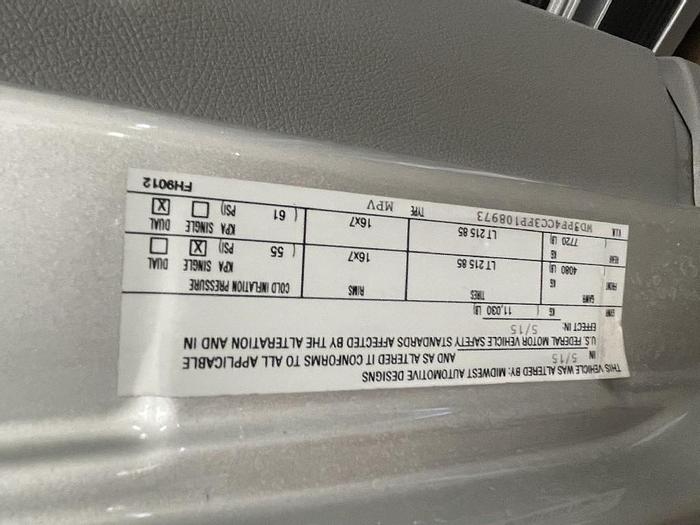 THIS VEHICLE WAS ALTERED BY: MIDWEST AUTOMOTIVE DESIGNS
IN 5/15 AND AS ALTERED IT CONFORMS TO ALL APPLICABLE
U.S. FEDERAL MOTOR VEHICLE SAFETY STANDARDS AFFECTED BY THE ALTERATION AND IN
EFFECT IN: 5/15
GVWR ( KG 11,030 LB
GAWR TIRES RIMS COLD INFLATION PRESSURE
FRONT KG 4080 LB LT 215 85 16x7 ( 55 KPA PSI) SINGLE X DUAL
REAR ( KG 7720 LB LT 215 85 16x7 ( 61 KPA PSI) SINGLE DUAL X
V.I.N. WD3PF4CC3FP108973 TYPE MPV FH9012